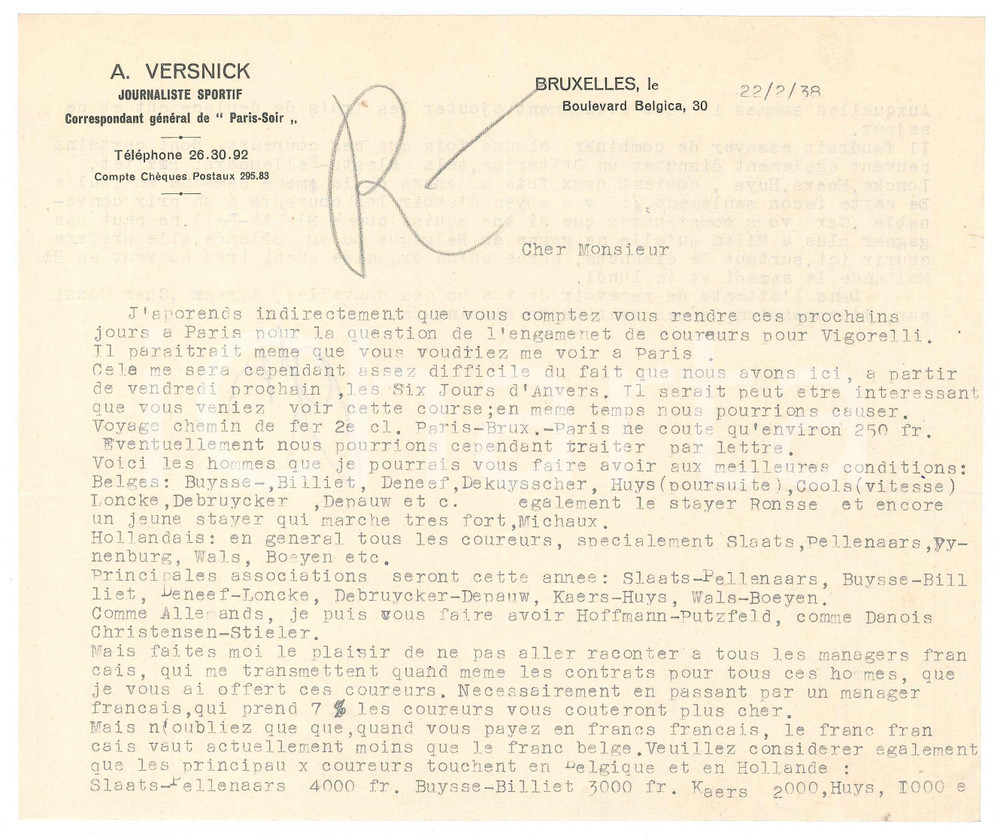 A. VERSNICK
JOURNALISTE SPORTIF
Correspondant général de “ Paris-Soir „
Téléphone 26.30.92
Compte Chèques Postaux 295.83
R
BRUXELLES, le 22/2/38
Boulevard Belgica, 30
Cher Monsieur
J'aporends indirectement que vous comptez vous rendre ces prochains
jours a Paris pour la question de l'engamenet de coureurs pour Vigorelli.
Il paraitrait meme que vous voudriez me voir a Paris .
Cela me sera cependant assez difficile du fait que nous avons ici, a partir
de vendredi prochain ,les Six Jours d'Anvers. Il serait peut etre interessant
que vous veniez voir cette course;en meme temps nous pourrions causer.
Voyage chemin de fer 2e cl. Paris-Brux.-Paris ne coute qu'environ 250 fr.
Eventuellement nous pourrions cependant traiter par lettre.
Voici les hommes que je pourrais vous faire avoir aux meilleures conditions:
Belges: Buysse-,Billiet, Deneef,Dekuysscher, Huys(poursuite),Cools(vitesse)
Loncke,Debruycker ,Depauw et c. egalement le stayer Ronsse et encore
un jeune stayer qui marche tres fort,Michaux.
Hollandais: en general tous les coureurs, specialement Slaats,Pellenaars,Py-
nenburg, Wals, Boeyen etc.
Principales associations seront cette annee: Slaats-Pellenaars, Buysse-Bill
liet, Deneef-Loncke, Debruycker-Depauw, Kaers-Huys, Wals-Boeyen.
Comme Allemands, je puis vous faire avoir Hoffmann-Putzfeld, comme Danois
Christensen-Stieler.
Mais faites moi le plaisir de ne pas aller raconter a tous les managers fran
cais, qui me transmettent quand meme les contrats pour tous ces hommes, que
je vous ai offert ces coureurs. Necessairement en passant par un manager
francais,qui prend 7 % les coureurs vous couteront plus cher.
Mais n'oubliez que que,quand vous payez en francs francais, le franc fran
cais vaut actuellement moins que le franc belge.Veuillez considerer egalement
que les principau x coureurs touchent en Belgique et en Hollande :
Slaats-Pellenaars 4000 fr. Buysse-Billiet 3000 fr. Kaers 2000,Huys, 1000 e